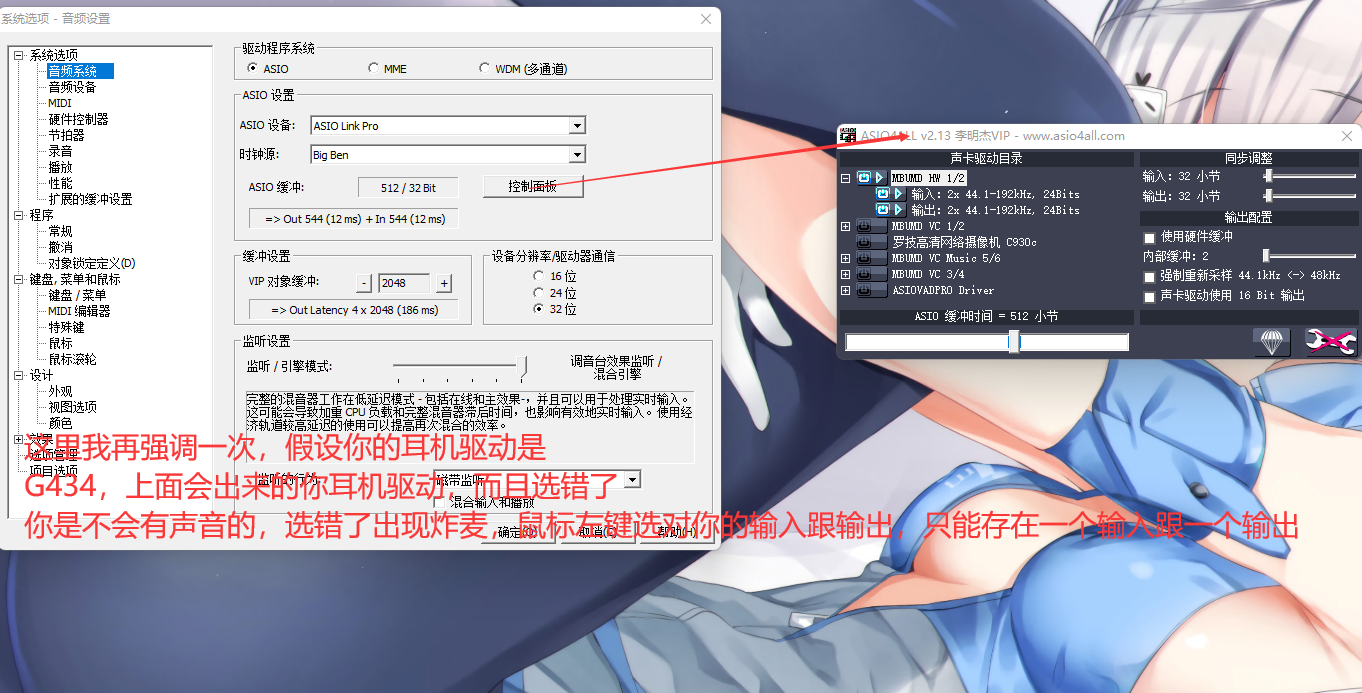 系统选项 - 音频设置
系统选项
音频系统
音频设备
MIDI
硬件控制器
节拍器
录音
播放
性能
扩展的缓冲设置
程序
常规
撤消
对象锁定定义(D)
键盘, 菜单和鼠标
键盘 / 菜单
MIDI 编辑器
特殊键
鼠标
鼠标滚轮
设计
外观
视图选项
颜色
效果
选项管理
项目选项
驱动程序系统
ASIO MME WDM (多通道)
ASIO 设置
ASIO 设备: ASIO Link Pro
时钟源: Big Ben
ASIO 缓冲: 512 / 32 Bit 控制面板
=> Out 544 (12 ms) + In 544 (12 ms)
缓冲设置
VIP 对象缓冲: - 2048 +
=> Out Latency 4 x 2048 (186 ms)
设备分辨率/驱动器通信
16 位
24 位
32 位
监听设置
监听 / 引擎模式: 调音台效果监听 /
混合引擎
完整的混音器工作在低延迟模式 - 包括在线和主效果-，并且可以用于处理实时输入。
这可能会导致加重 CPU 负载和完整混音器滞后时间，也影响有效地实时输入。使用经
济轨道较高延迟的使用可以提高再次混合的效率。
监听的行为: 磁带监听
混合输入和播放
确定(O) 取消(C) 帮助(H)
ASIO4ALL v2.13 李明杰VIP - www.asio4all.com
声卡驱动目录
MBUMD HW 1/2
输入: 2x 44.1-192kHz, 24Bits
输出: 2x 44.1-192kHz, 24Bits
MBUMD VC 1/2
罗技高清网络摄像机 C930c
MBUMD VC Music 5/6
MBUMD VC 3/4
ASIOVADPRO Driver
ASIO 缓冲时间 = 512 小节
同步调整
输入: 32 小节
输出: 32 小节
输出配置
使用硬件缓冲
内部缓冲: 2
强制重新采样 44.1kHz <-> 48kHz
声卡驱动使用 16 Bit 输出
这里我再强调一次，假设你的耳机驱动是
G434，上面会出来的你耳机驱动，而且选错了
你是不会有声音的，选错了出现炸麦，鼠标左键选对你的输入跟输出，只能存在一个输入跟一个输出